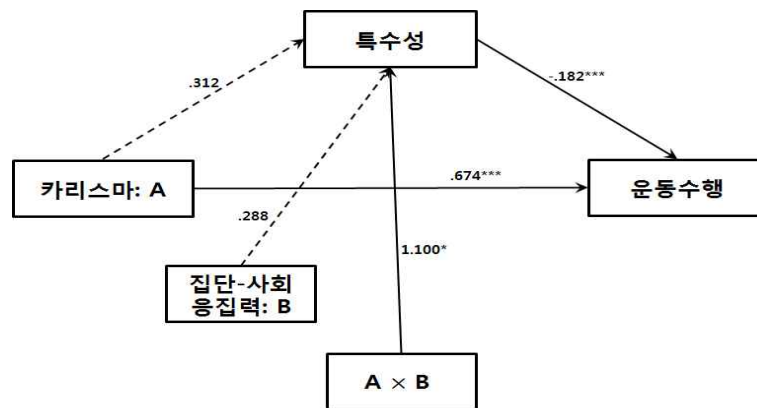 특수성
.312
-.182***
카리스마: A
.674***
운동수행
.288
집단-사회
응집력: B
1.100*
A × B